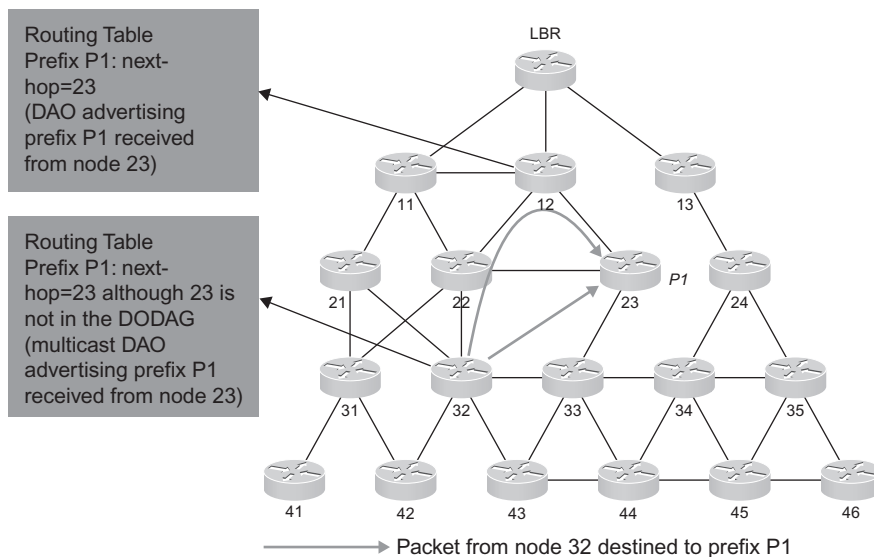 Routing Table
Prefix P1: next-
hop=23
(DAO advertising
prefix P1 received
from node 23)
Routing Table
Prefix P1: next-
hop=23 although 23 is
not in the DODAG
(multicast DAO
advertising prefix P1
received from node 23)
LBR
11
12
13
21
22
23
P1
24
31
32
33
34
35
41
42
43
44
45
46
Packet from node 32 destined to prefix P1